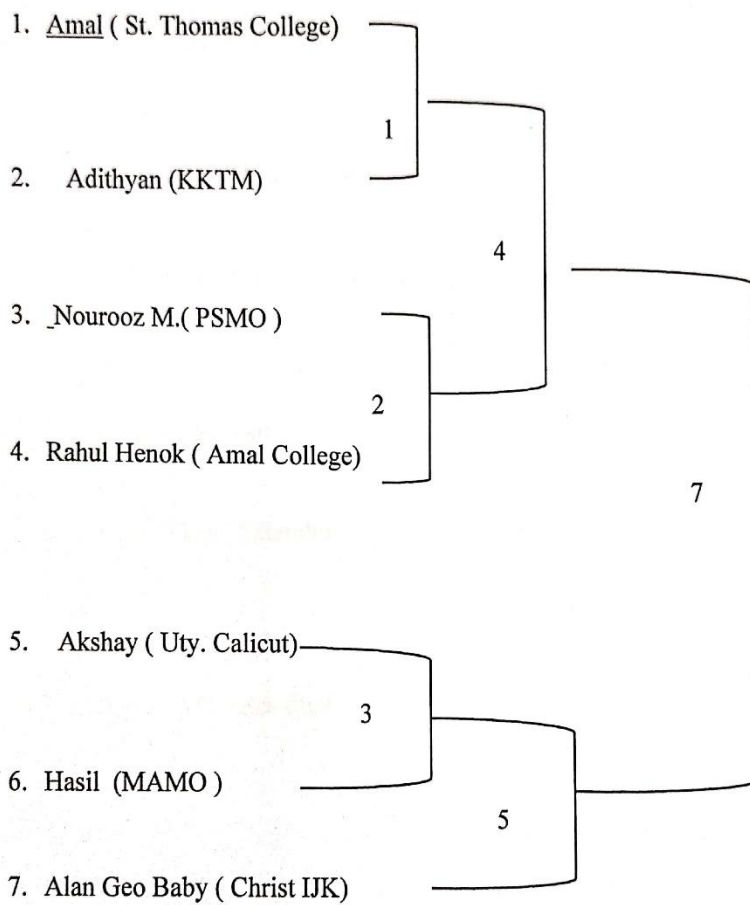 1. Amal ( St. Thomas College)
1
2. Adithyan (KKTM)
4
3. Nourooz M.( PSMO )
2
4. Rahul Henok ( Amal College)
7
5. Akshay ( Uty. Calicut)
3
6. Hasil (MAMO )
5
7. Alan Geo Baby ( Christ IJK)